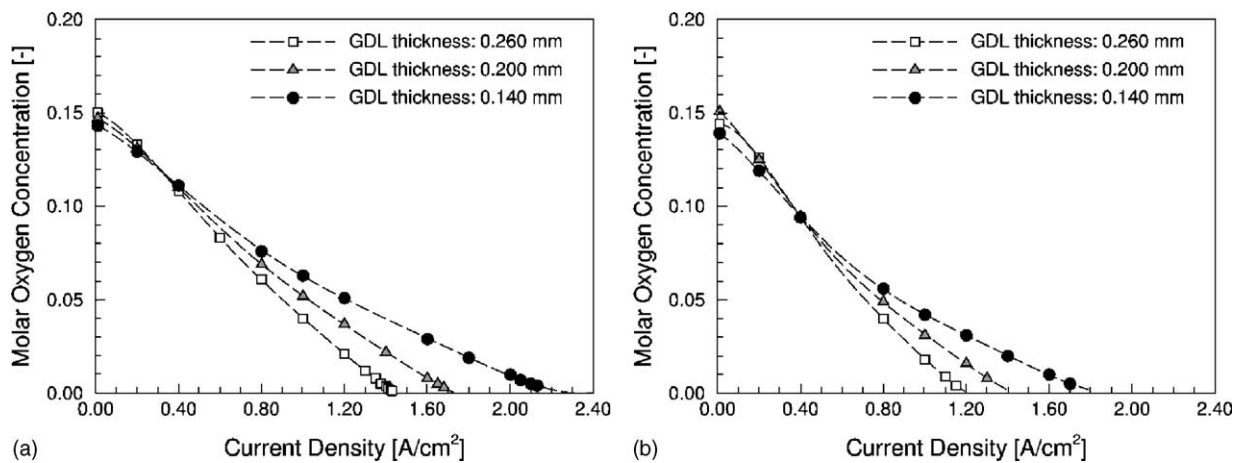 0.20
0.15
0.10
0.05
0.00
Molar Oxygen Concentration [-]
GDL thickness: 0.260 mm
GDL thickness: 0.200 mm
GDL thickness: 0.140 mm
0.00 0.40 0.80 1.20 1.60 2.00 2.40
Current Density [A/cm²]
(a)
0.20
0.15
0.10
0.05
0.00
Molar Oxygen Concentration [-]
GDL thickness: 0.260 mm
GDL thickness: 0.200 mm
GDL thickness: 0.140 mm
0.00 0.40 0.80 1.20 1.60 2.00 2.40
Current Density [A/cm²]
(b)